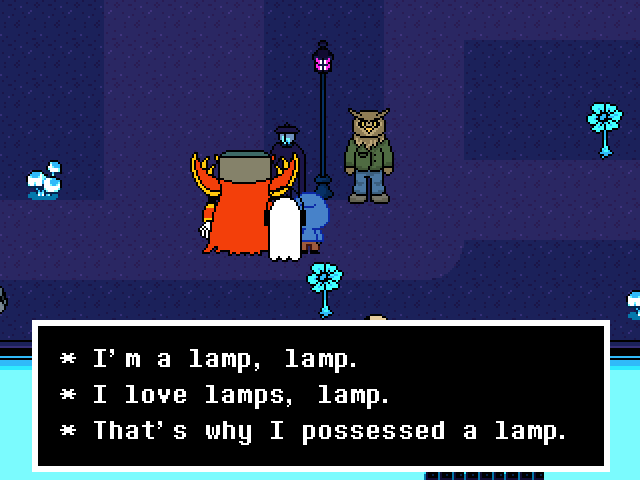 * I'm a lamp, lamp.
* I love lamps, lamp.
* That's why I possessed a lamp.